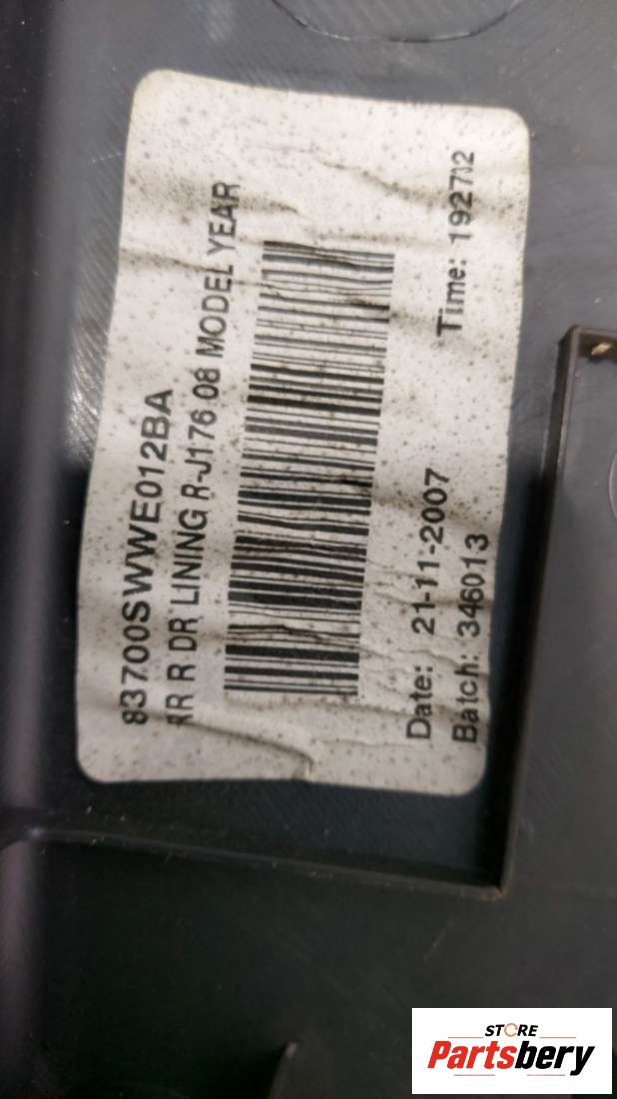 83700SWWE012BA
RR R DR LINING R-J176 08 MODEL YEAR
Date: 21-11-2007
Time: 192712
Batch: 346013
STORE
Partsbery